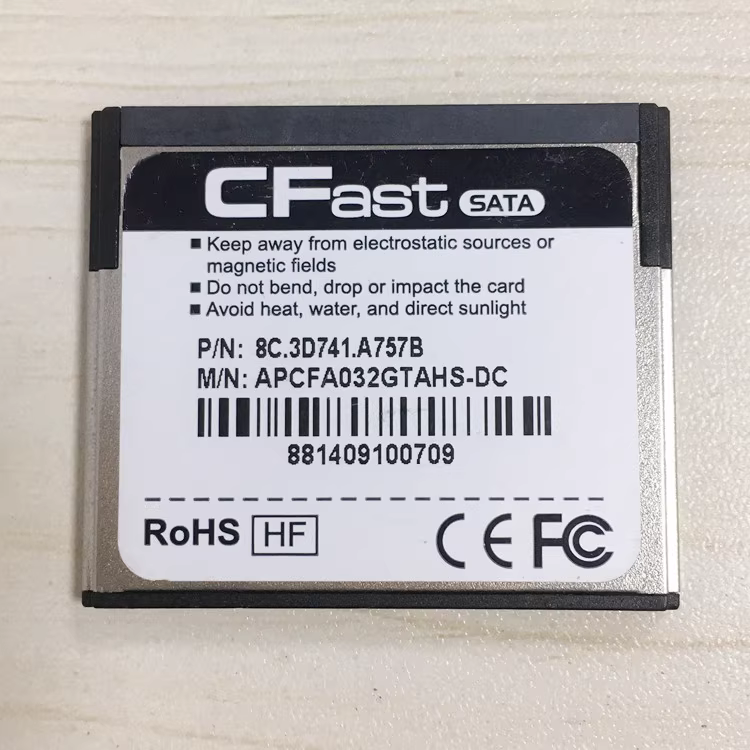 CFast SATA
■ Keep away from electrostatic sources or
magnetic fields
■ Do not bend, drop or impact the card
■ Avoid heat, water, and direct sunlight
P/N: 8C.3D741.A757B
M/N: APCFA032GTAHS-DC
881409100709
RoHS HF CE FC